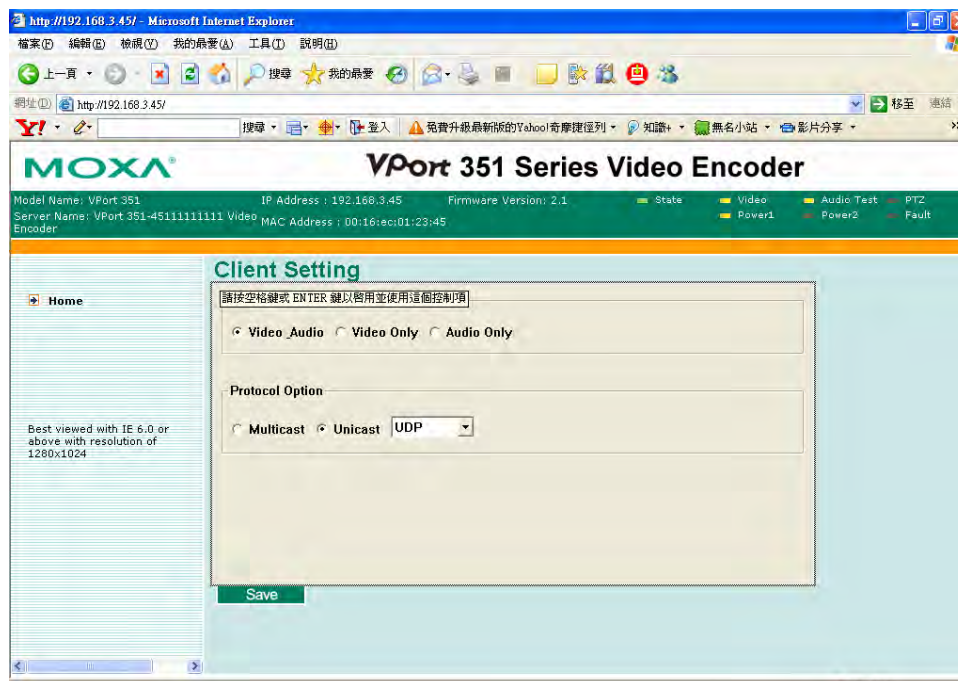 http://192.168.3.45/ - Microsoft Internet Explorer
檔案(F) 編輯(E) 檢視(V) 我的最愛(A) 工具(T) 說明(H)
上一頁 搜尋 我的最愛
網址(D) http://192.168.3.45/ 移至 連結
Y! 搜尋 登入 免費升級最新版的Yahoo!奇摩捷徑列 知識+ 無名小站 影片分享
MOXA® VPort 351 Series Video Encoder
Model Name: VPort 351 IP Address : 192.168.3.45 Firmware Version: 2.1 State Video Audio Test PTZ
Server Name: VPort 351-45111111111 Video Encoder MAC Address : 00:16:ec:01:23:45 Power1 Power2 Fault
Client Setting
Home
請按空格鍵或 ENTER 鍵以啓用並使用這個控制項
Video_Audio Video Only Audio Only
Protocol Option
Multicast Unicast UDP
Best viewed with IE 6.0 or
above with resolution of
1280x1024
Save